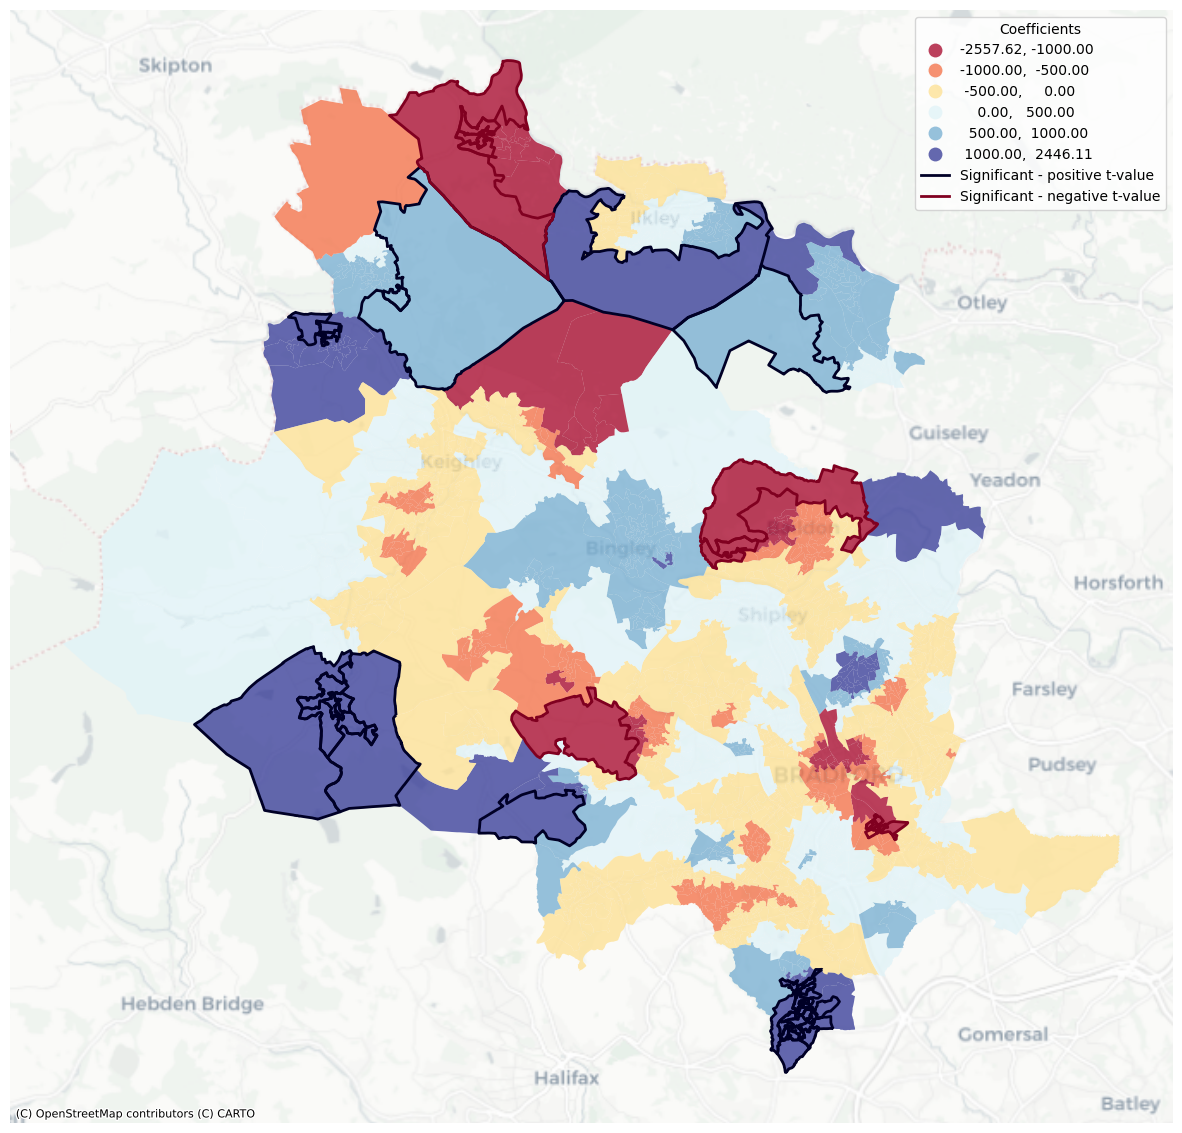 Skipton
Coefficients
-2557.62, -1000.00
-1000.00, -500.00
-500.00, 0.00
0.00, 500.00
500.00, 1000.00
1000.00, 2446.11
Significant - positive t-value
Significant - negative t-value
Ilkley
Otley
Guiseley
Keighley
Yeadon
Bingley
Horsforth
Shipley
Farsley
Pudsey
BRADFORD
Hebden Bridge
Gomersal
Halifax
Batley
(C) OpenStreetMap contributors (C) CARTO